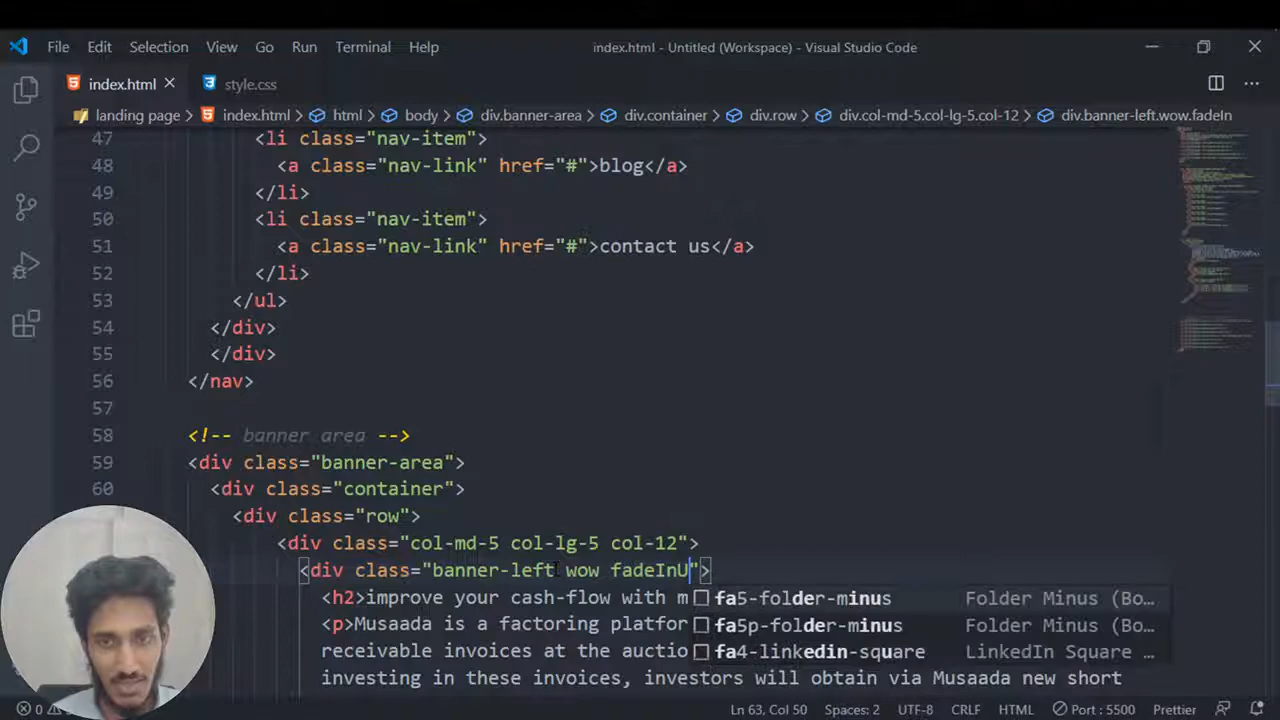 File Edit Selection View Go Run Terminal Help index.html - Untitled (Workspace) - Visual Studio Code
index.html style.css
landing page > index.html > html > body > div.banner-area > div.container > div.row > div.col-md-5.col-lg-5.col-12 > div.banner-left.wow.fadeIn
47 <li class="nav-item">
48 <a class="nav-link" href="#">blog</a>
49 </li>
50 <li class="nav-item">
51 <a class="nav-link" href="#">contact us</a>
52 </li>
53 </ul>
54 </div>
55 </div>
56 </nav>
57
58 <!-- banner area -->
59 <div class="banner-area">
60 <div class="container">
<div class="row">
<div class="col-md-5 col-lg-5 col-12">
<div class="banner-left wow fadeInU">
<h2>improve your cash-flow with m fa5-folder-minus Folder Minus (Bo…
<p>Musaada is a factoring platfor fa5p-folder-minus Folder Minus (Bo…
receivable invoices at the auctio fa4-linkedin-square LinkedIn Square …
investing in these invoices, investors will obtain via Musaada new short
0 Ln 63, Col 50 Spaces: 2 UTF-8 CRLF HTML Port : 5500 Prettier